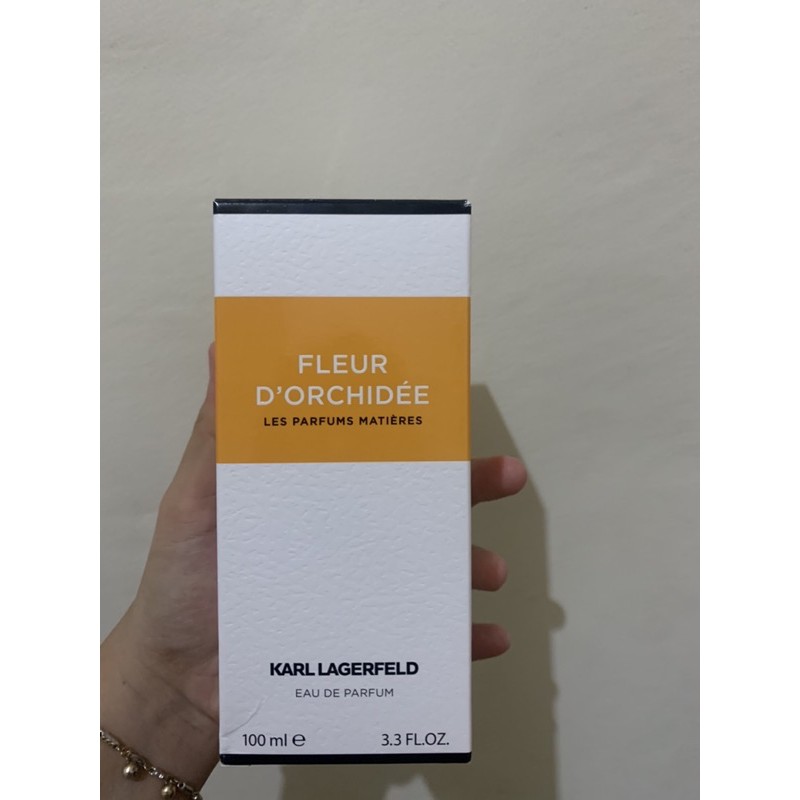 FLEUR
D'ORCHIDÉE
LES PARFUMS MATIÈRES
KARL LAGERFELD
EAU DE PARFUM
100 ml ℮ 3.3 FL.OZ.